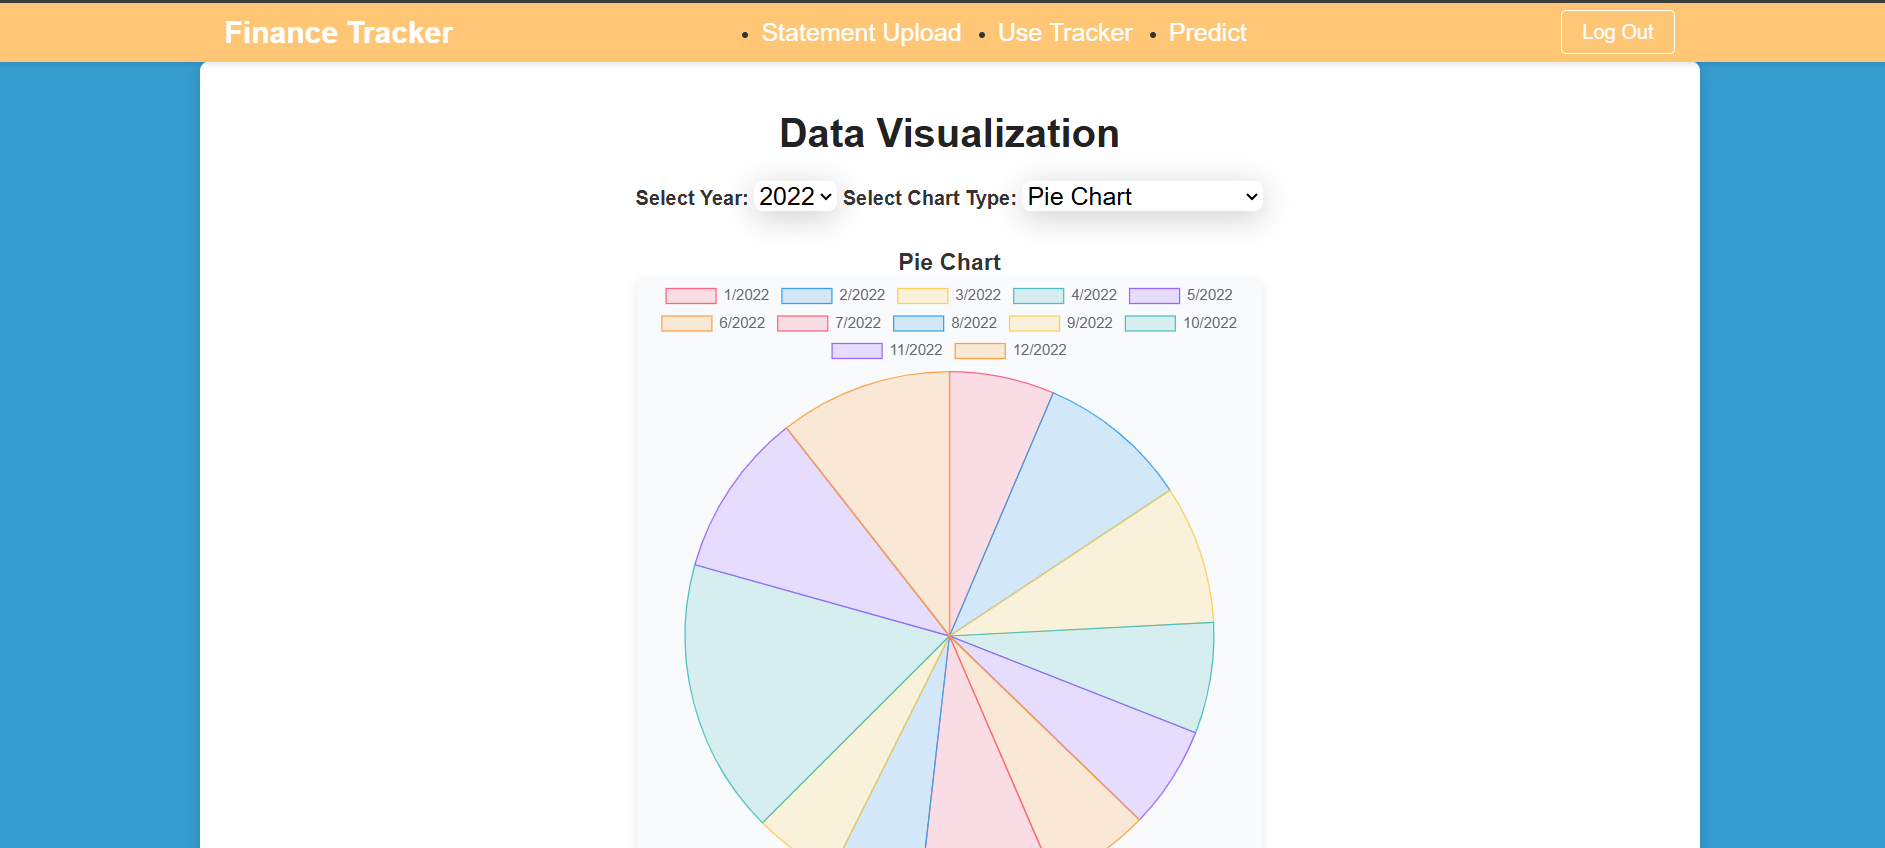 Finance Tracker
Statement Upload
Use Tracker
Predict
Log Out
Data Visualization
Select Year: 2022 Select Chart Type: Pie Chart
Pie Chart
1/2022 2/2022 3/2022 4/2022 5/2022
6/2022 7/2022 8/2022 9/2022 10/2022
11/2022 12/2022